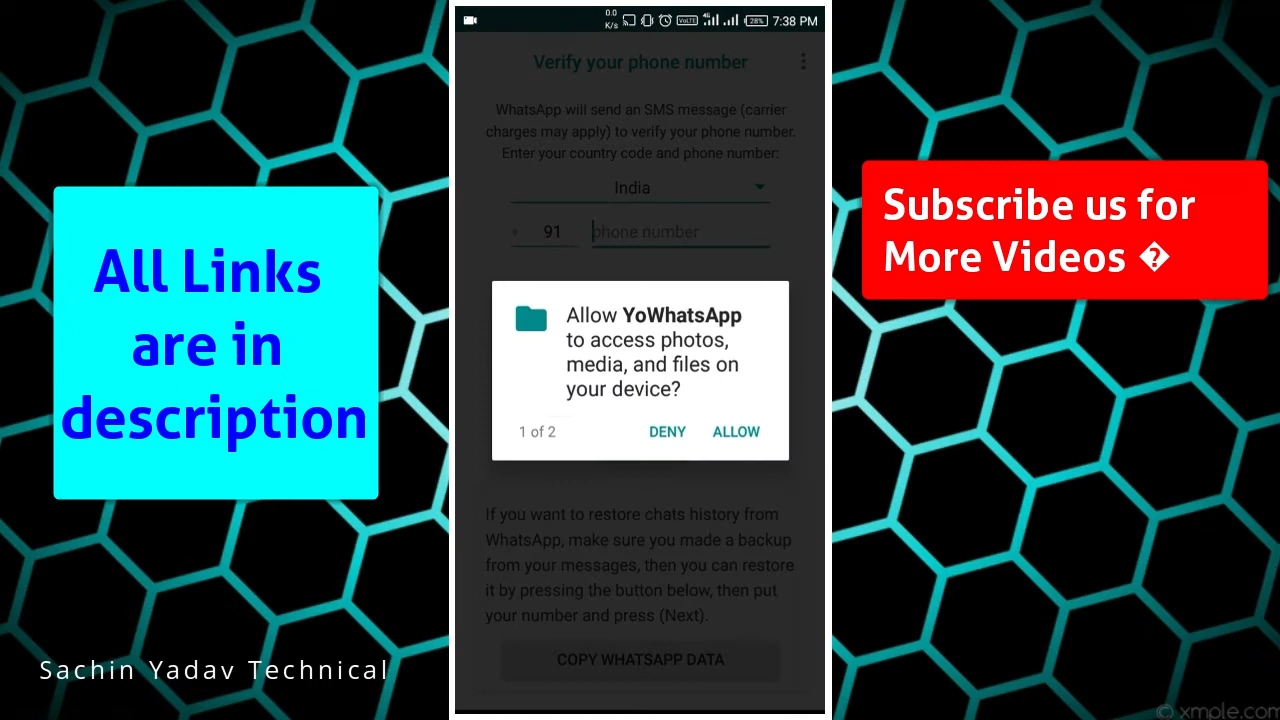 All Links
are in
description
Sachin Yadav Technical
0.0
K/s
VoLTE
4G
28%
7:38 PM
Verify your phone number
WhatsApp will send an SMS message (carrier
charges may apply) to verify your phone number.
Enter your country code and phone number:
India
+ 91 phone number
Allow YoWhatsApp
to access photos,
media, and files on
your device?
1 of 2 DENY ALLOW
If you want to restore chats history from
WhatsApp, make sure you made a backup
from your messages, then you can restore
it by pressing the button below, then put
your number and press (Next).
COPY WHATSAPP DATA
Subscribe us for
More Videos �
© xmple.com